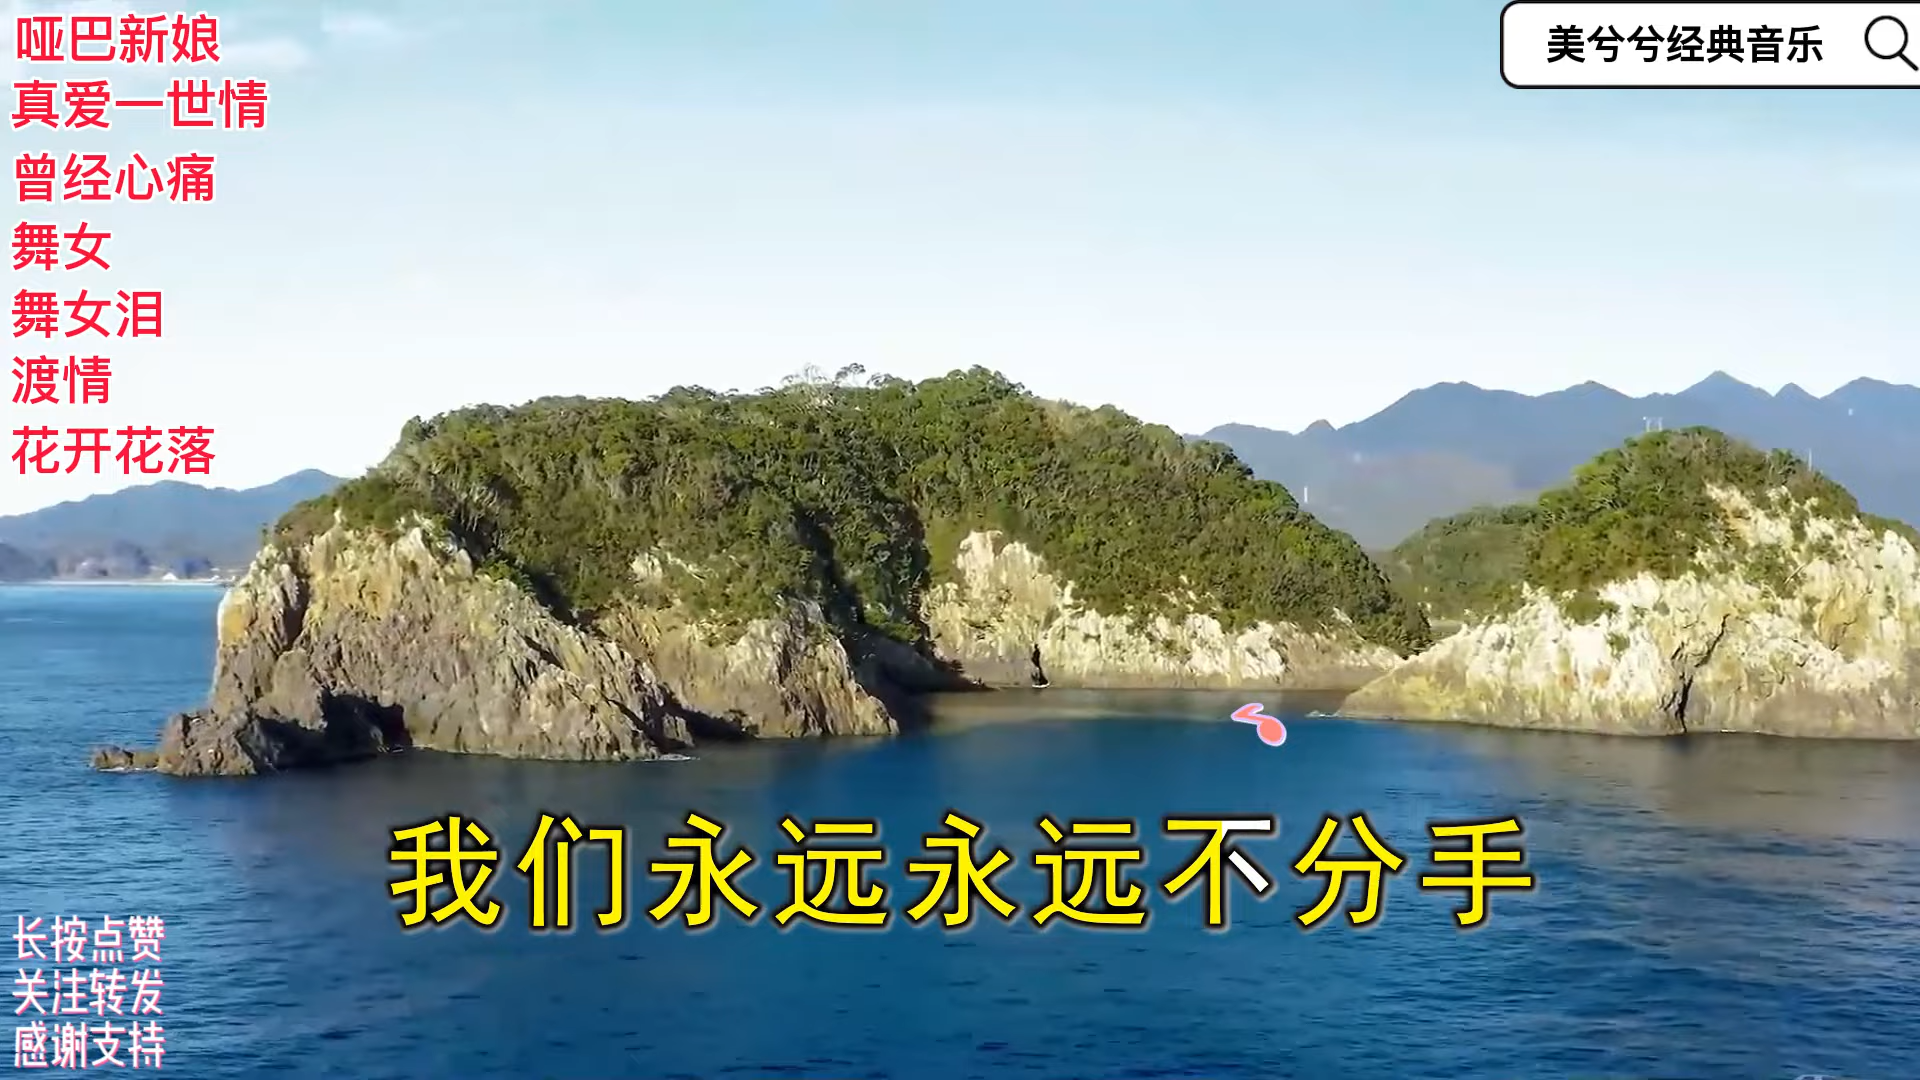 哑巴新娘
真爱一世情
曾经心痛
舞女
舞女泪
渡情
花开花落
美兮兮经典音乐
我们永远永远不分手
长按点赞
关注转发
感谢支持